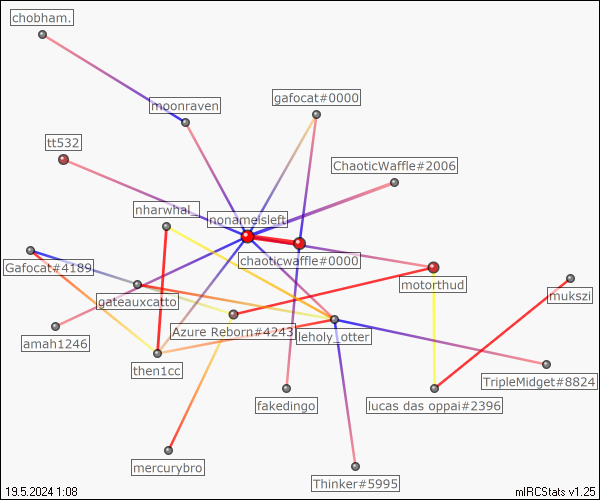 chobham.
moonraven
gafocat#0000
tt532
ChaoticWaffle#2006
nharwhal_
nonameisleft
chaoticwaffle#0000
Gafocat#4189
motorthud
gateauxcatto
mukszi
Azure Reborn#4243
leholy_otter
amah1246
then1cc
TripleMidget#8824
fakedingo
lucas das oppai#2396
mercurybro
Thinker#5995
19.5.2024 1:08
mIRCStats v1.25